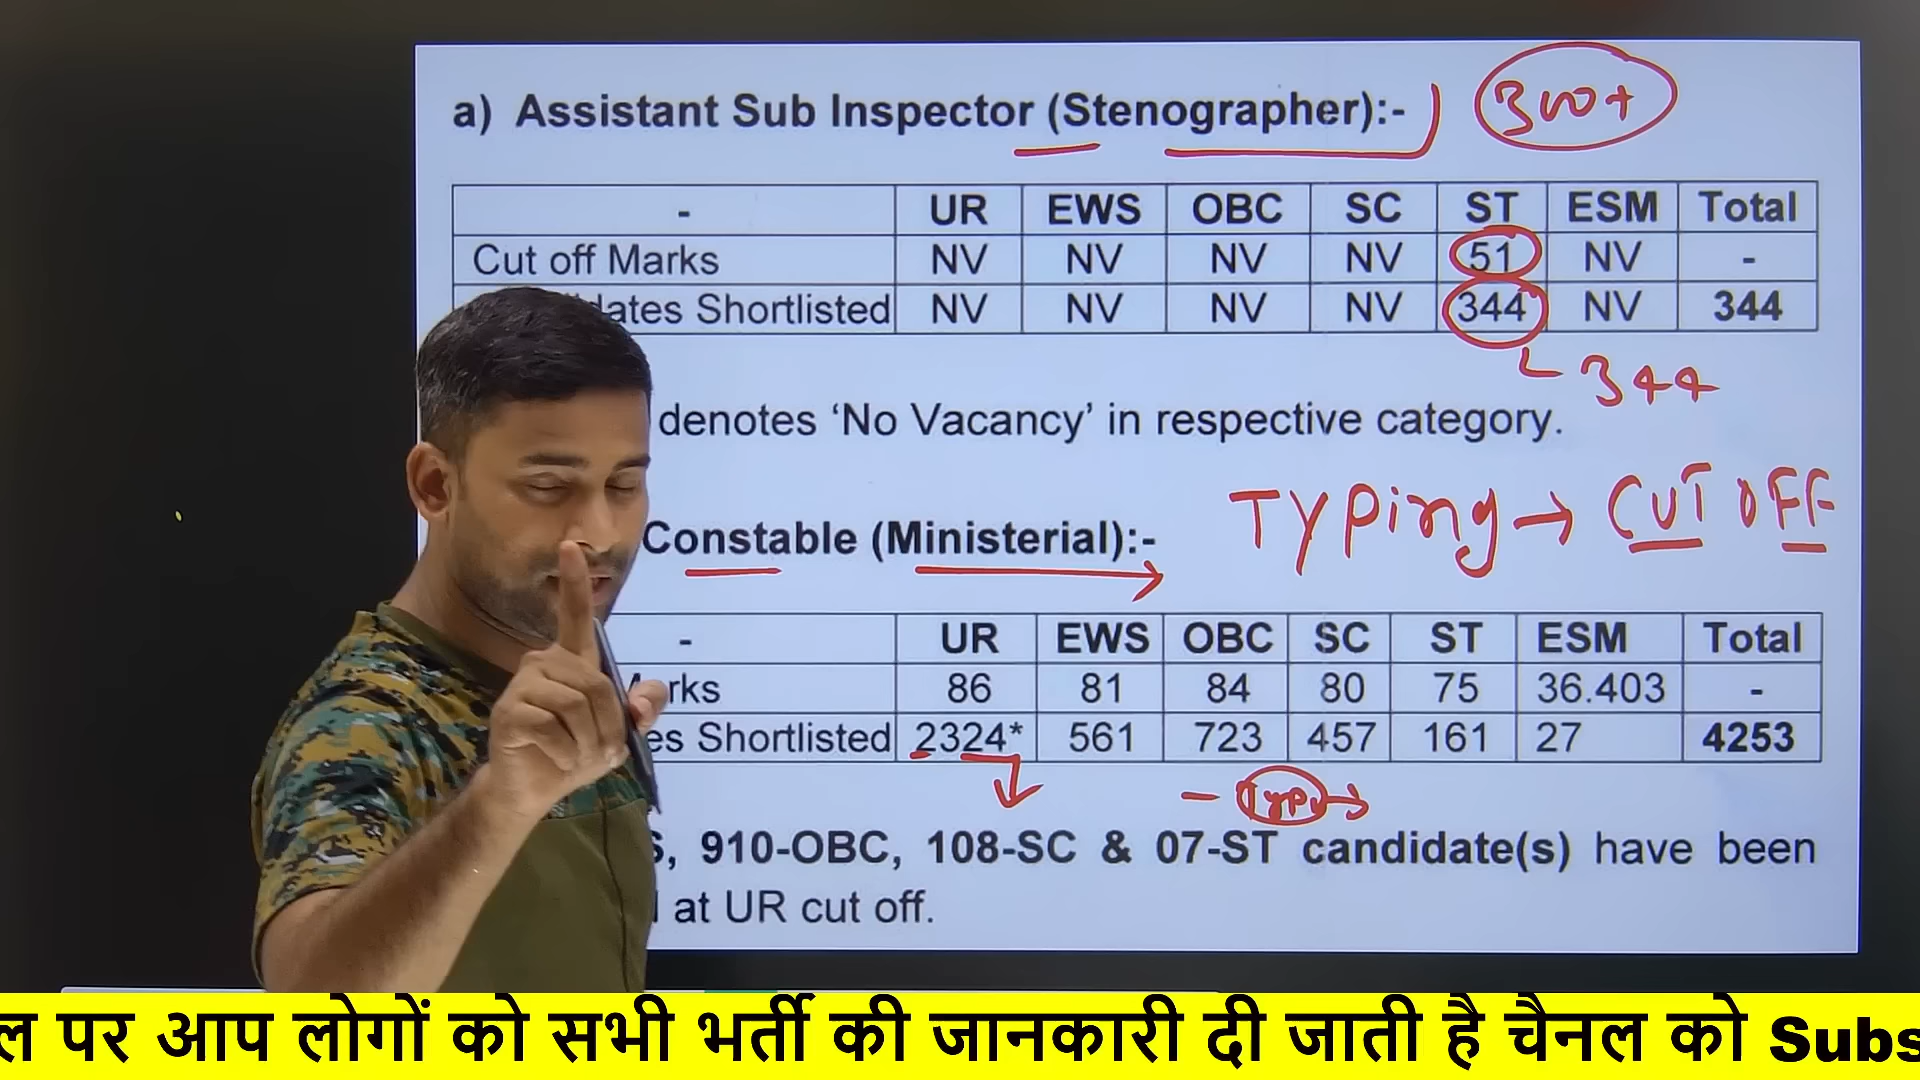 a) Assistant Sub Inspector (Stenographer):- 300+
- UR EWS OBC SC ST ESM Total
Cut off Marks NV NV NV NV 51 NV -
ates Shortlisted NV NV NV NV 344 NV 344
344
denotes ‘No Vacancy’ in respective category.
TYPing → CUT OFF
Constable (Ministerial):-
- UR EWS OBC SC ST ESM Total
rks 86 81 84 80 75 36.403 -
es Shortlisted 2324* 561 723 457 161 27 4253
S, 910-OBC, 108-SC & 07-ST candidate(s) have been
at UR cut off.
ल पर आप लोगों को सभी भर्ती की जानकारी दी जाती है चैनल को Subs